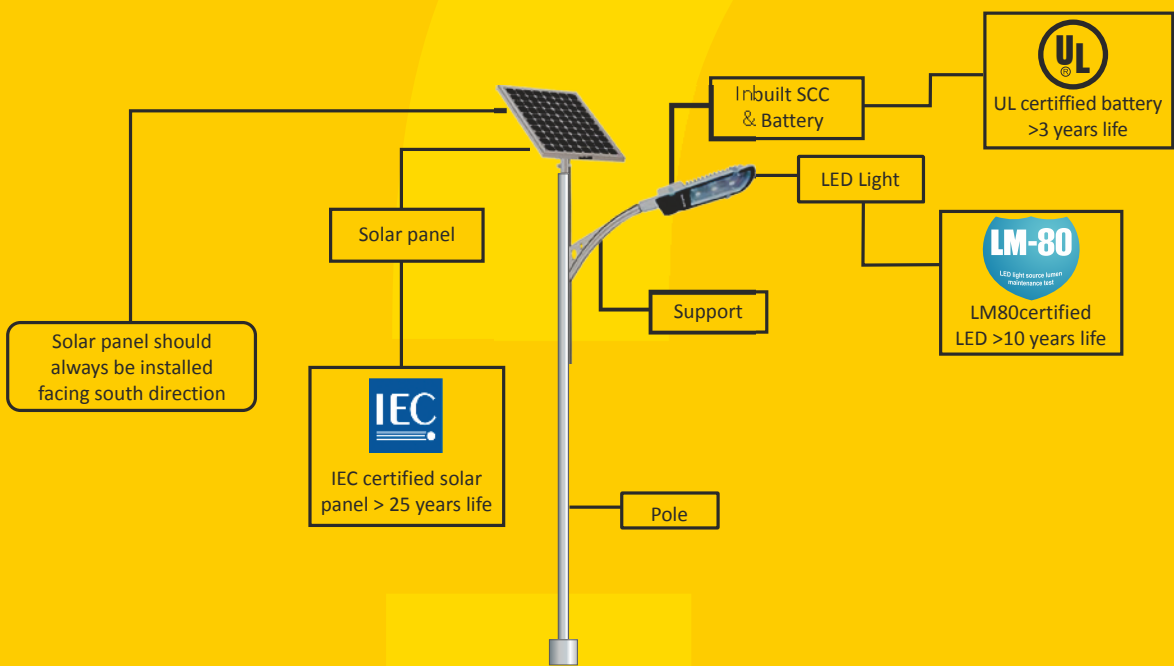 Inbuilt SCC
& Battery
UL
®
UL certiffied battery
>3 years life
LED Light
Solar panel
LM-80
LED light source lumen
maintenance test
LM80certified
LED >10 years life
Support
Solar panel should
always be installed
facing south direction
IEC
IEC certified solar
panel > 25 years life
Pole